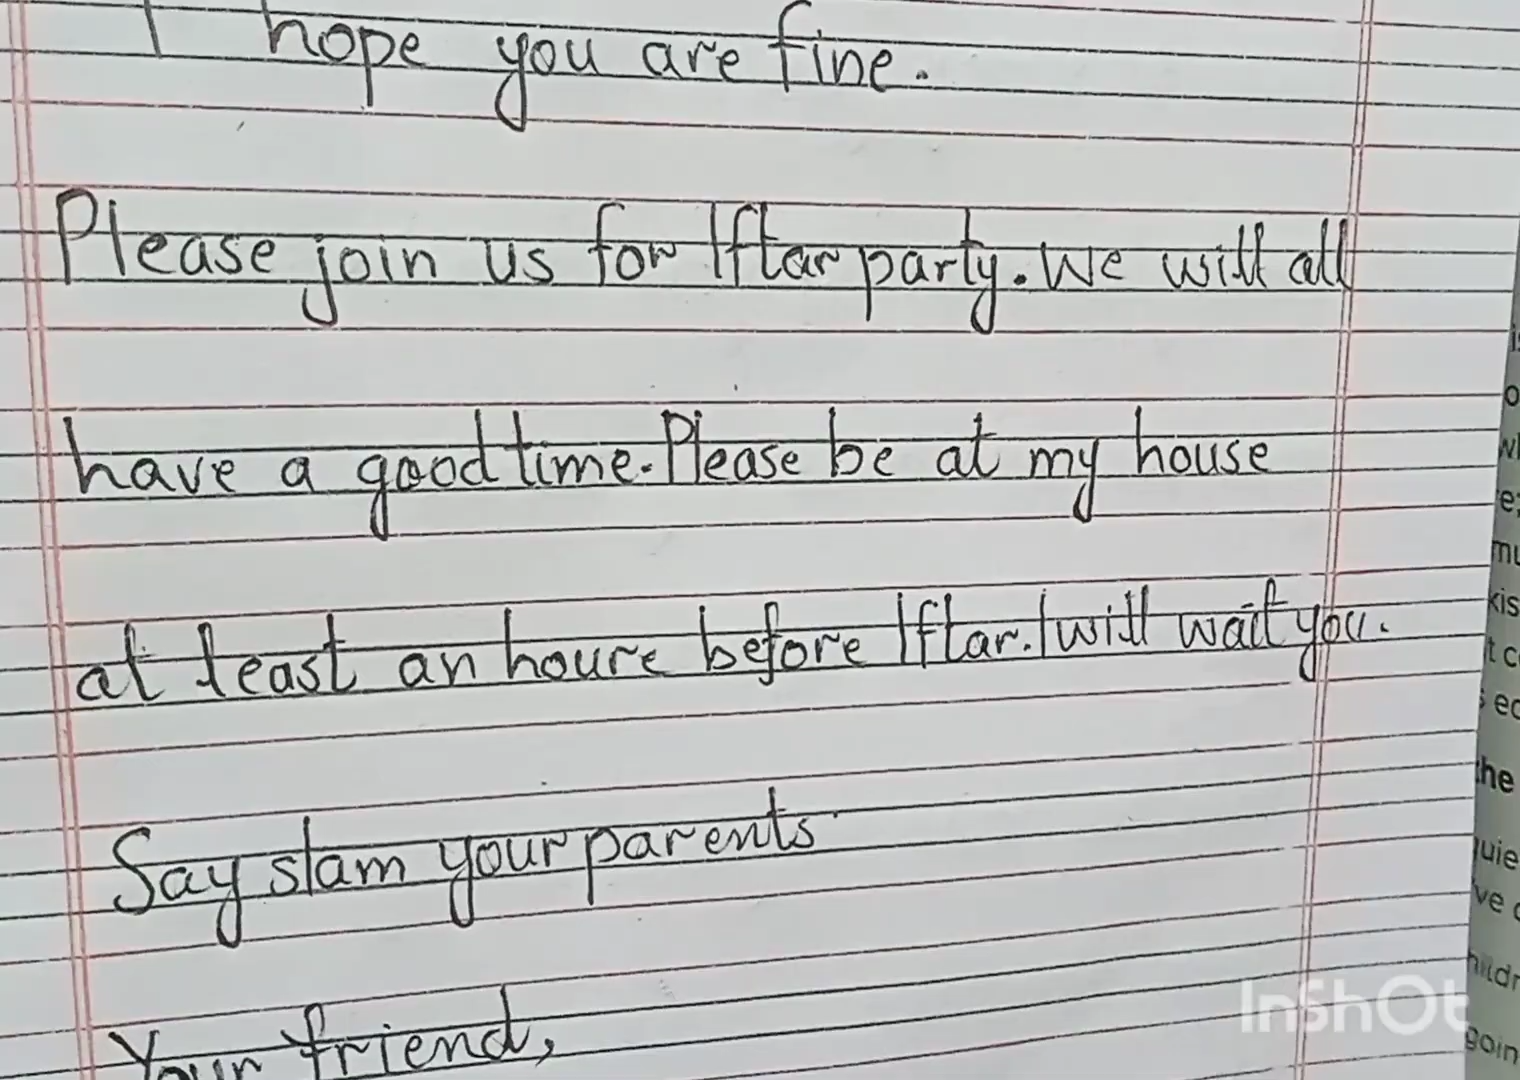 I hope you are fine.
Please join us for Iftar party. We will all
have a good time. Please be at my house
at least an houre before Iftar. I will wait you.
Say slam your parents
Your friend,
InShOt
he